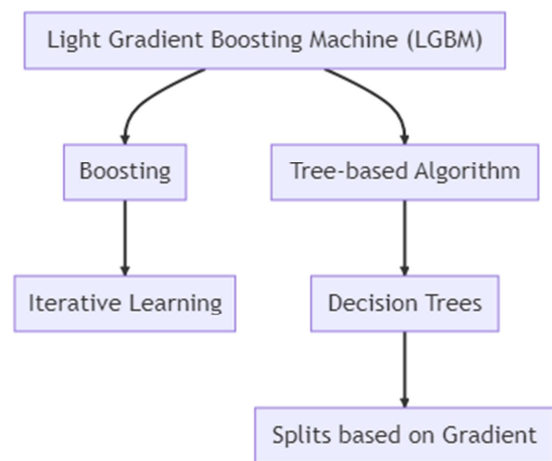 Light Gradient Boosting Machine (LGBM)
Boosting
Tree-based Algorithm
Iterative Learning
Decision Trees
Splits based on Gradient